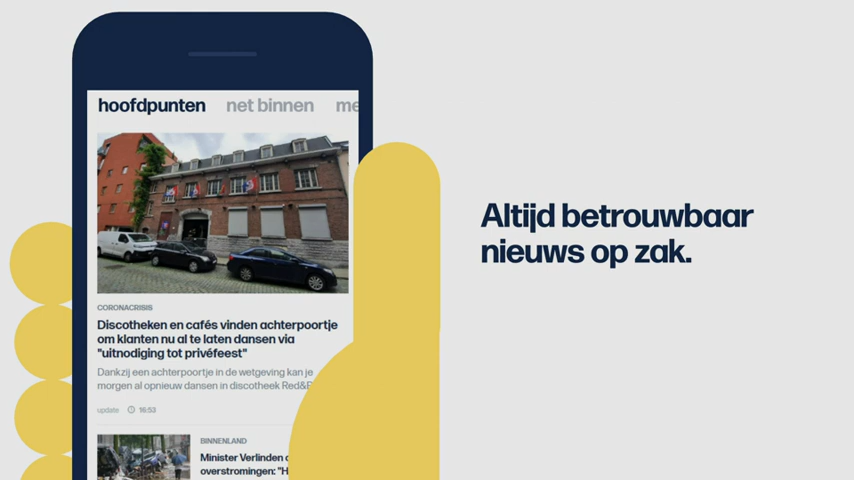 hoofdpunten net binnen
Altijd betrouwbaar
nieuws op zak.
CORONACRISIS
Discotheken en cafés vinden achterpoortje
om klanten nu al te laten dansen via
"uitnodiging tot privéfeest"
Dankzij een achterpoortje in de wetgeving kan je
morgen al opnieuw dansen in discotheek
update 16:53
BINNENLAND
Minister Verlinden
overstromingen: